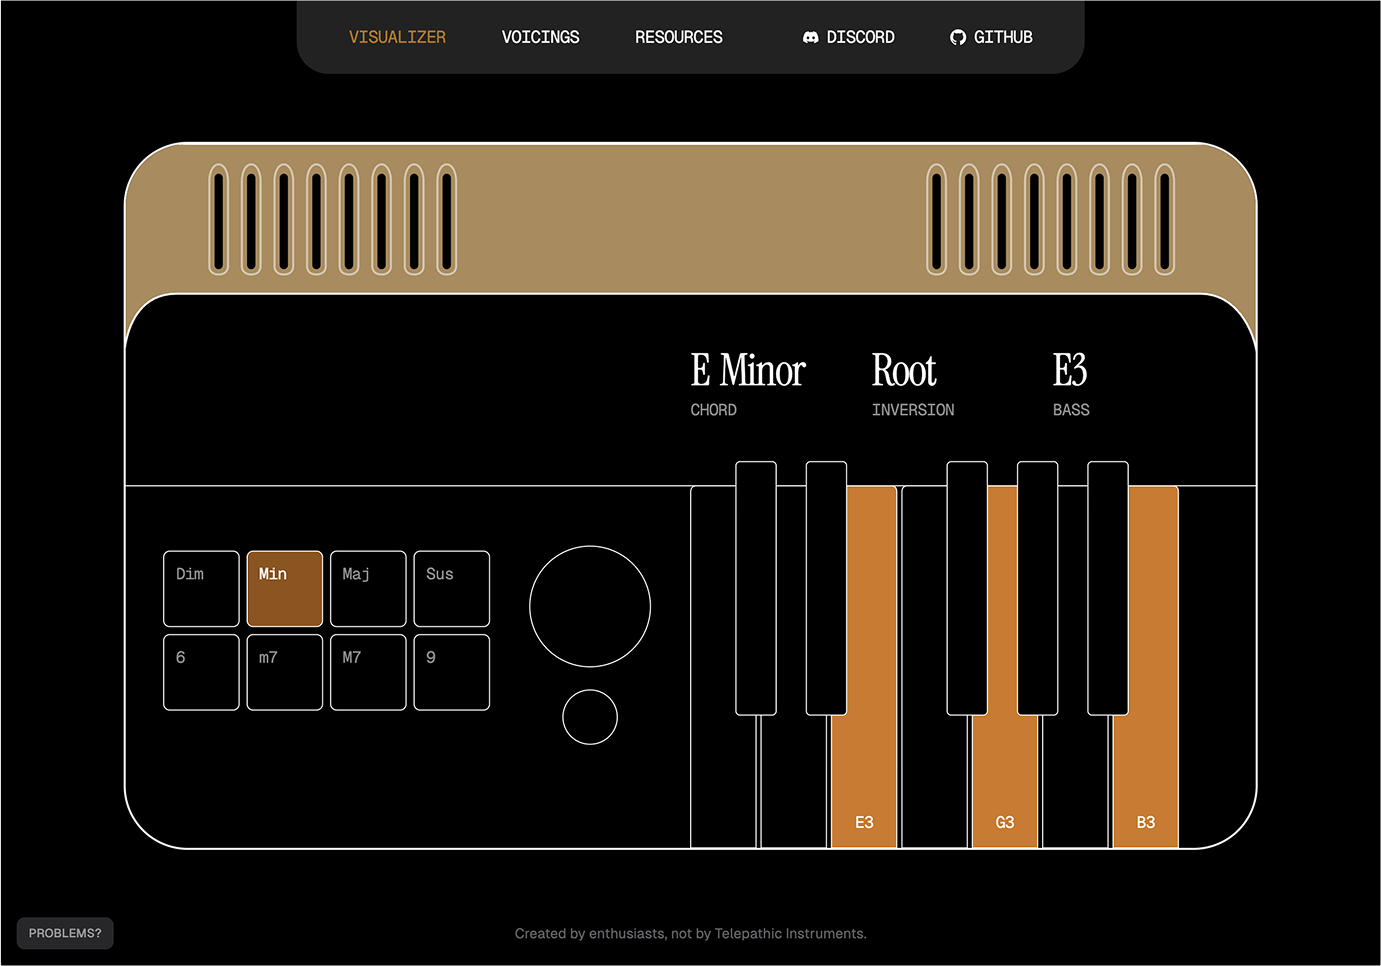 VISUALIZER VOICINGS RESOURCES DISCORD GITHUB
E Minor Root E3
CHORD INVERSION BASS
Dim Min Maj Sus
6 m7 M7 9
E3 G3 B3
PROBLEMS?
Created by enthusiasts, not by Telepathic Instruments.